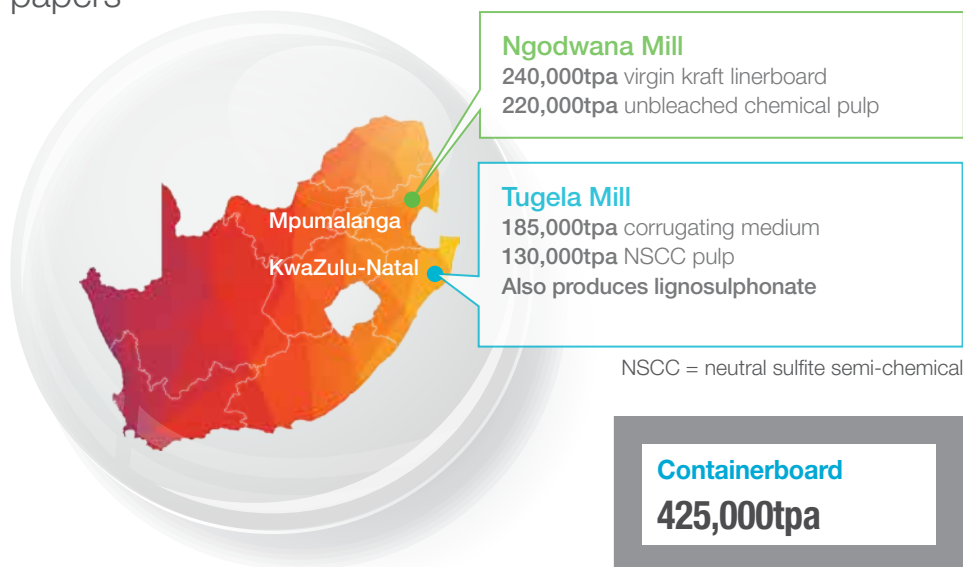 papers
Ngodwana Mill
240,000tpa virgin kraft linerboard
220,000tpa unbleached chemical pulp
Mpumalanga
KwaZulu-Natal
Tugela Mill
185,000tpa corrugating medium
130,000tpa NSCC pulp
Also produces lignosulphonate
NSCC = neutral sulfite semi-chemical
Containerboard
425,000tpa